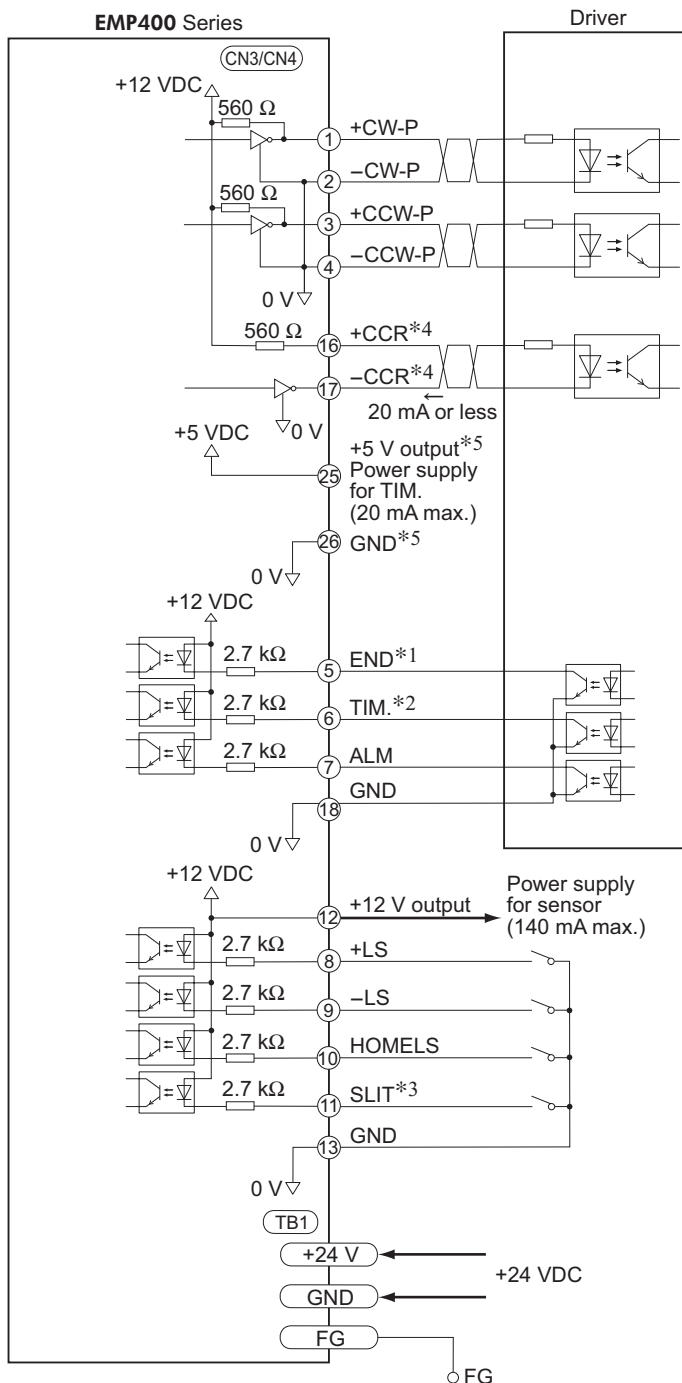 EMP400 Series
Driver
CN3/CN4
+12 VDC
560 Ω
1
+CW-P
2
−CW-P
560 Ω
3
+CCW-P
4
−CCW-P
0 V
560 Ω
16
+CCR*4
17
−CCR*4
←
20 mA or less
0 V
+5 VDC
25
+5 V output*5
Power supply
for TIM.
(20 mA max.)
26
GND*5
0 V
+12 VDC
2.7 kΩ
5
END*1
2.7 kΩ
6
TIM.*2
2.7 kΩ
7
ALM
18
GND
0 V
+12 VDC
12
+12 V output
Power supply
for sensor
(140 mA max.)
2.7 kΩ
8
+LS
2.7 kΩ
9
−LS
2.7 kΩ
10
HOMELS
2.7 kΩ
11
SLIT*3
13
GND
0 V
TB1
+24 V
+24 VDC
GND
FG
FG